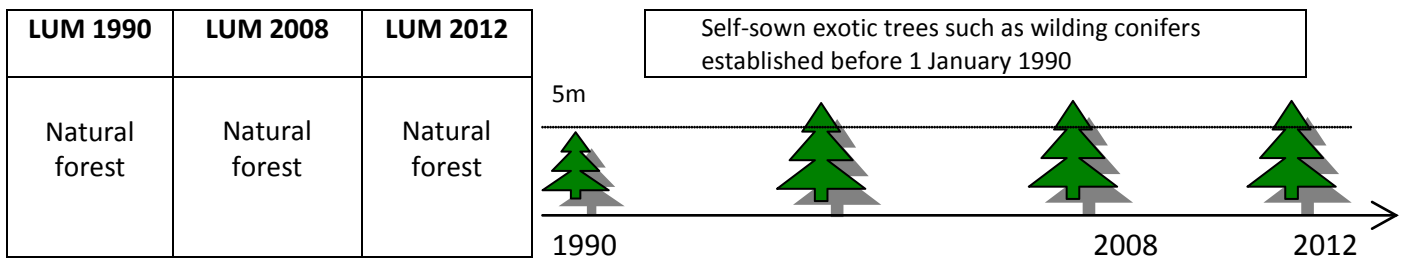 LUM 1990 LUM 2008 LUM 2012
Natural forest Natural forest Natural forest
Self-sown exotic trees such as wilding conifers
established before 1 January 1990
5m
1990 2008 2012